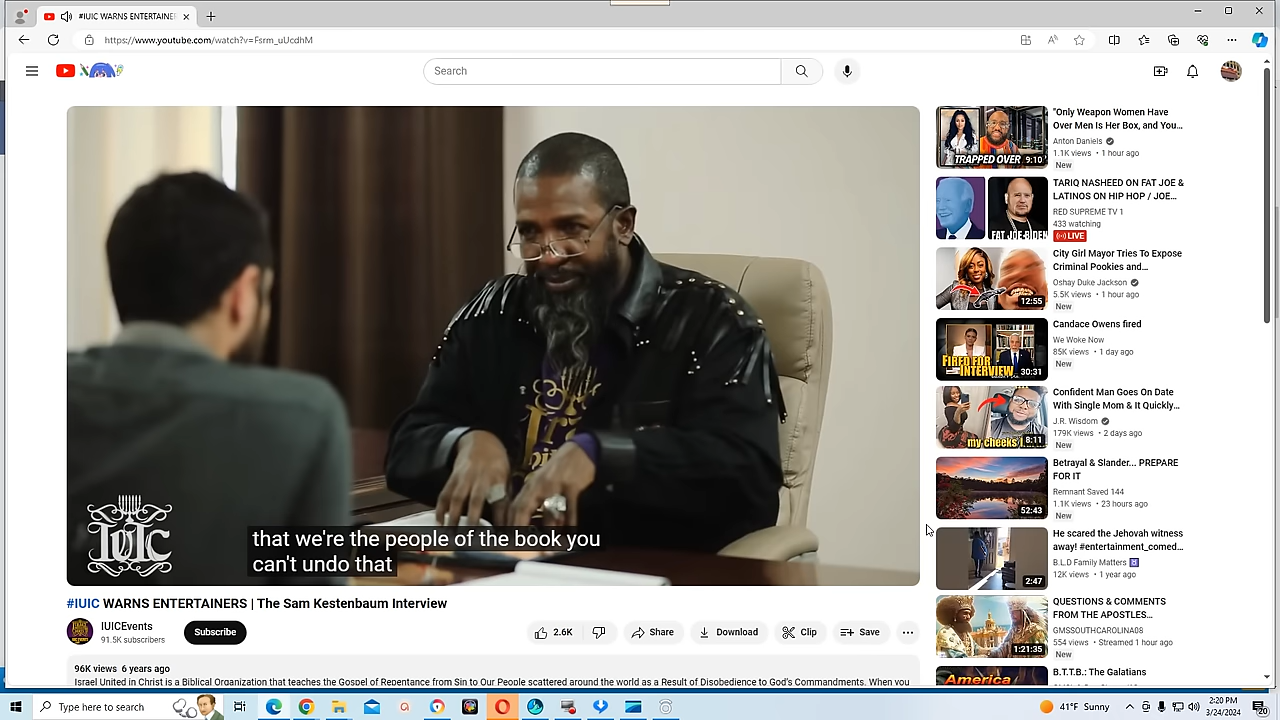 #IUIC WARNS ENTERTAINER
https://www.youtube.com/watch?v=Fsrm_uUcdhM
Search
IUIC
that we're the people of the book you
can't undo that
#IUIC WARNS ENTERTAINERS | The Sam Kestenbaum Interview
IUICEvents
91.5K subscribers
Subscribe
2.6K
Share
Download
Clip
Save
96K views 6 years ago
Israel United in Christ is a Biblical Organization that teaches the Gospel of Repentance from Sin to Our People scattered around the world as a Result of Disobedience to God's Commandments. When you
TRAPPED OVER
9:10
"Only Weapon Women Have
Over Men Is Her Box, and You...
Anton Daniels
1.1K views • 1 hour ago
New
FAT JOE-BIDEN
TARIQ NASHEED ON FAT JOE &
LATINOS ON HIP HOP / JOE...
RED SUPREME TV 1
433 watching
LIVE
12:55
City Girl Mayor Tries To Expose
Criminal Pookies and...
Oshay Duke Jackson
5.5K views • 1 hour ago
New
FIRED FOR
INTERVIEW
30:31
Candace Owens fired
We Woke Now
85K views • 1 day ago
New
my cheeks
8:11
Confident Man Goes On Date
With Single Mom & It Quickly...
J.R. Wisdom
179K views • 2 days ago
New
52:43
Betrayal & Slander... PREPARE
FOR IT
Remnant Saved 144
1.1K views • 23 hours ago
New
2:47
He scared the Jehovah witness
away! #entertainment_comed...
B.L.D Family Matters
12K views • 1 year ago
1:21:35
QUESTIONS & COMMENTS
FROM THE APOSTLES...
GMSSOUTHCAROLINA08
554 views • Streamed 1 hour ago
New
America
B.T.T.B.: The Galatians
Type here to search
41°F Sunny
2:20 PM
3/24/2024
20